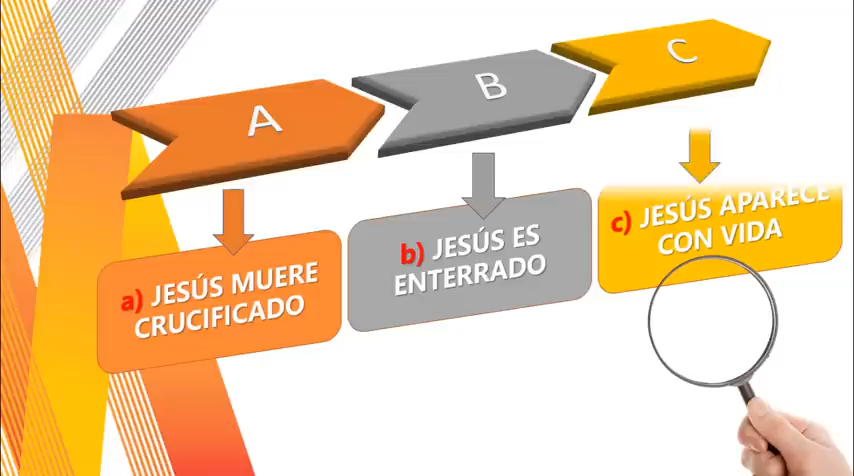 A
B
C
a) JESÚS MUERE
CRUCIFICADO
b) JESÚS ES
ENTERRADO
c) JESÚS APARECE
CON VIDA